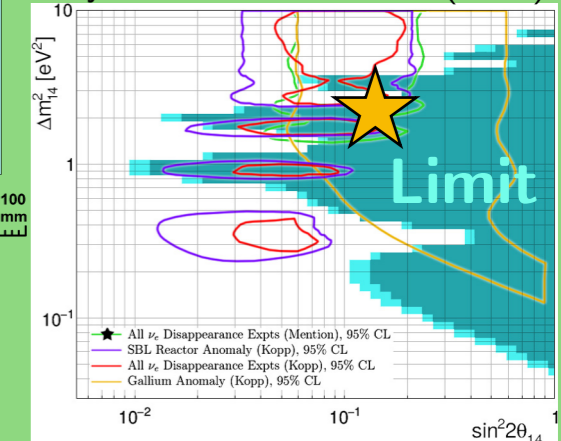 10
1
10⁻¹
Δm²₁₄ [eV²]
100
mm
Limit
All νₑ Disappearance Expts (Mention), 95% CL
SBL Reactor Anomaly (Kopp), 95% CL
All νₑ Disappearance Expts (Kopp), 95% CL
Gallium Anomaly (Kopp), 95% CL
10⁻²
10⁻¹
1
sin²2θ₁₄